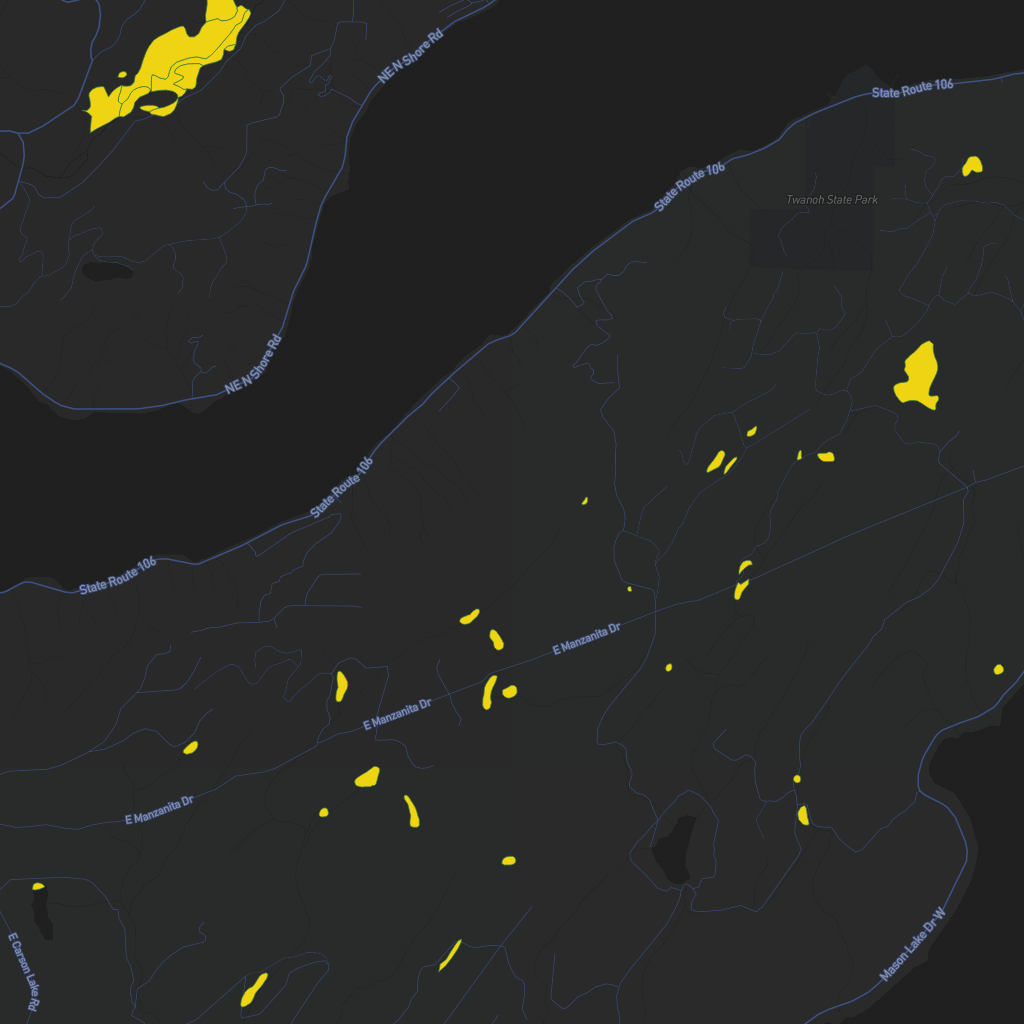 NE N Shore Rd
State Route 106
State Route 106
Twanoh State Park
NE N Shore Rd
State Route 106
State Route 106
E Manzanita Dr
E Manzanita Dr
E Manzanita Dr
Mason Lake Dr W
E Carson Lake Rd